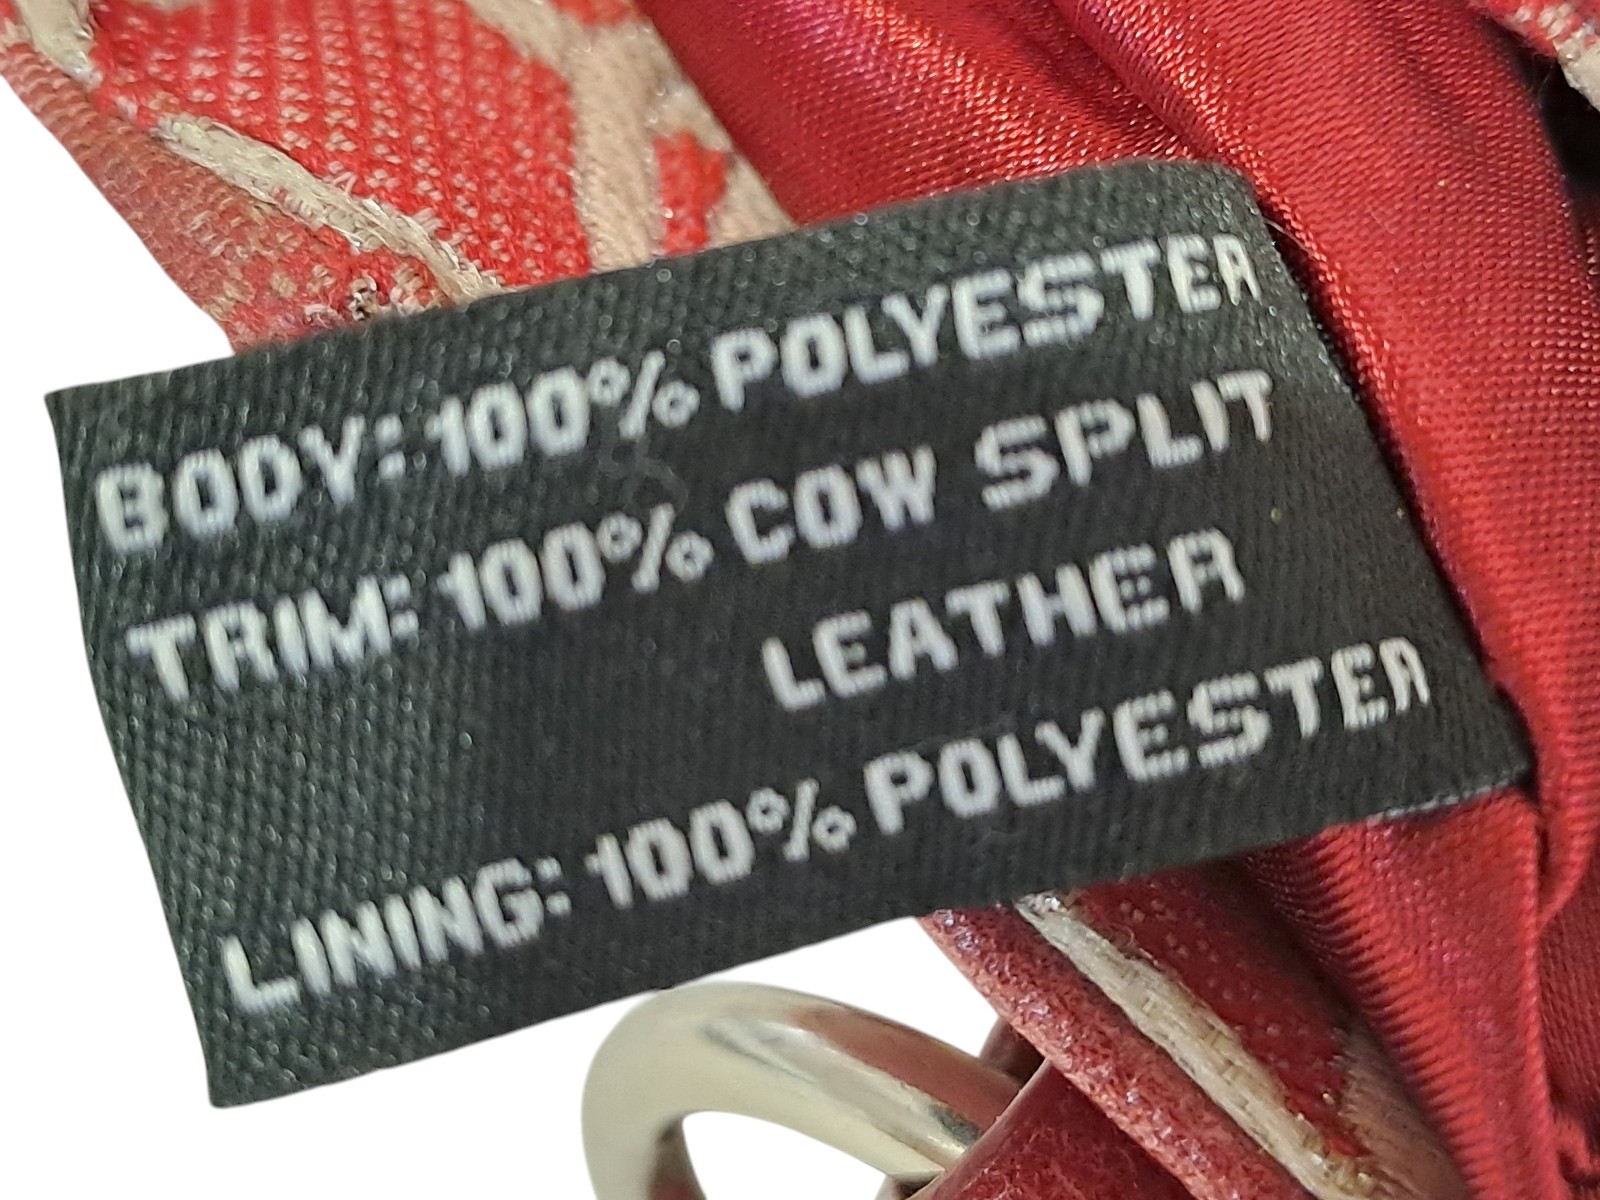 BODY: 100% POLYESTER
TRIM: 100% COW SPLIT
LEATHER
LINING: 100% POLYESTER